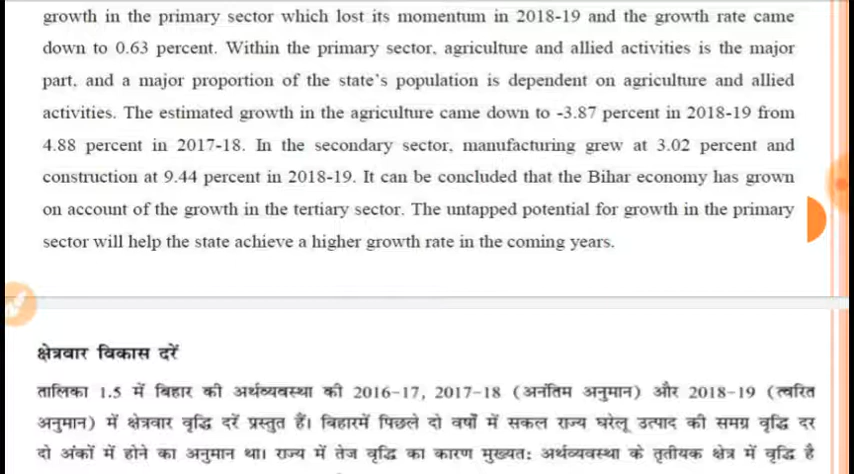 growth in the primary sector which lost its momentum in 2018-19 and the growth rate came
down to 0.63 percent. Within the primary sector, agriculture and allied activities is the major
part, and a major proportion of the state's population is dependent on agriculture and allied
activities. The estimated growth in the agriculture came down to -3.87 percent in 2018-19 from
4.88 percent in 2017-18. In the secondary sector, manufacturing grew at 3.02 percent and
construction at 9.44 percent in 2018-19. It can be concluded that the Bihar economy has grown
on account of the growth in the tertiary sector. The untapped potential for growth in the primary
sector will help the state achieve a higher growth rate in the coming years.
क्षेत्रवार विकास दरें
तालिका 1.5 में बिहार की अर्थव्यवस्था की 2016-17, 2017-18 (अनंतिम अनुमान) और 2018-19 (त्वरित
अनुमान) में क्षेत्रवार वृद्धि दरें प्रस्तुत हैं। बिहारमें पिछले दो वर्षों में सकल राज्य घरेलू उत्पाद की समग्र वृद्धि दर
दो अंकों में होने का अनुमान था। राज्य में तेज वृद्धि का कारण मुख्यत: अर्थव्यवस्था के तृतीयक क्षेत्र में वृद्धि है